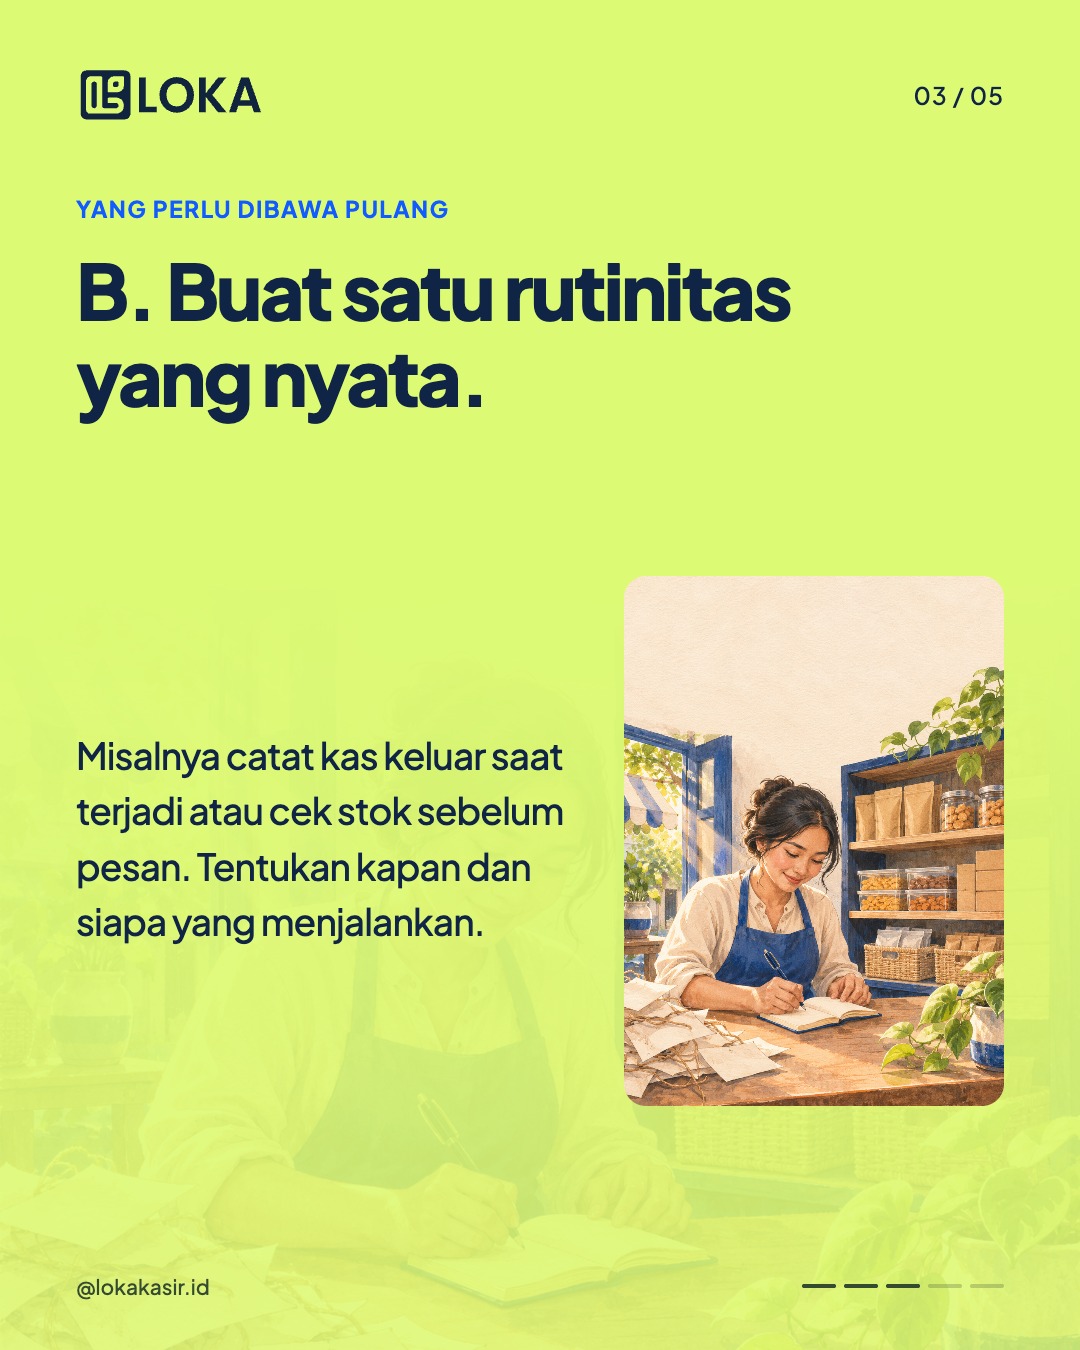 LOKA
03 / 05
YANG PERLU DIBAWA PULANG
B. Buat satu rutinitas
yang nyata.
Misalnya catat kas keluar saat
terjadi atau cek stok sebelum
pesan. Tentukan kapan dan
siapa yang menjalankan.
@lokakasir.id